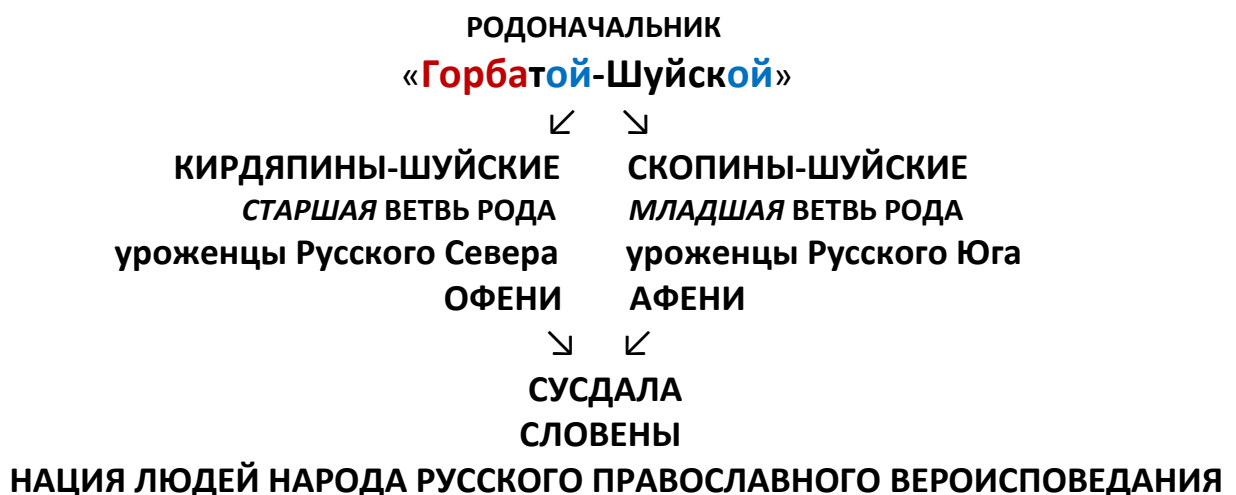 РОДОНАЧАЛЬНИК
«Горбатой-Шуйской»
↙ ↘
КИРДЯПИНЫ-ШУЙСКИЕ СКОПИНЫ-ШУЙСКИЕ
СТАРШАЯ ВЕТВЬ РОДА МЛАДШАЯ ВЕТВЬ РОДА
уроженцы Русского Севера уроженцы Русского Юга
ОФЕНИ АФЕНИ
↘ ↙
СУСДАЛА
СЛОВЕНЫ
НАЦИЯ ЛЮДЕЙ НАРОДА РУССКОГО ПРАВОСЛАВНОГО ВЕРОИСПОВЕДАНИЯ